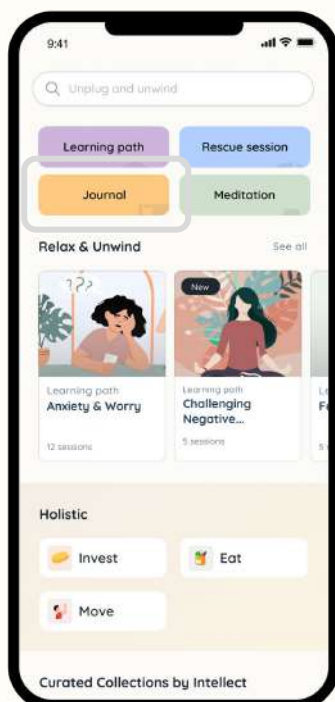 9:41
Unplug and unwind
Learning path
Rescue session
Journal
Meditation
Relax & Unwind
See all
???
New
Learning path
Anxiety & Worry
12 sessions
Learning path
Challenging
Negative...
5 sessions
Holistic
Invest
Eat
Move
Curated Collections by Intellect